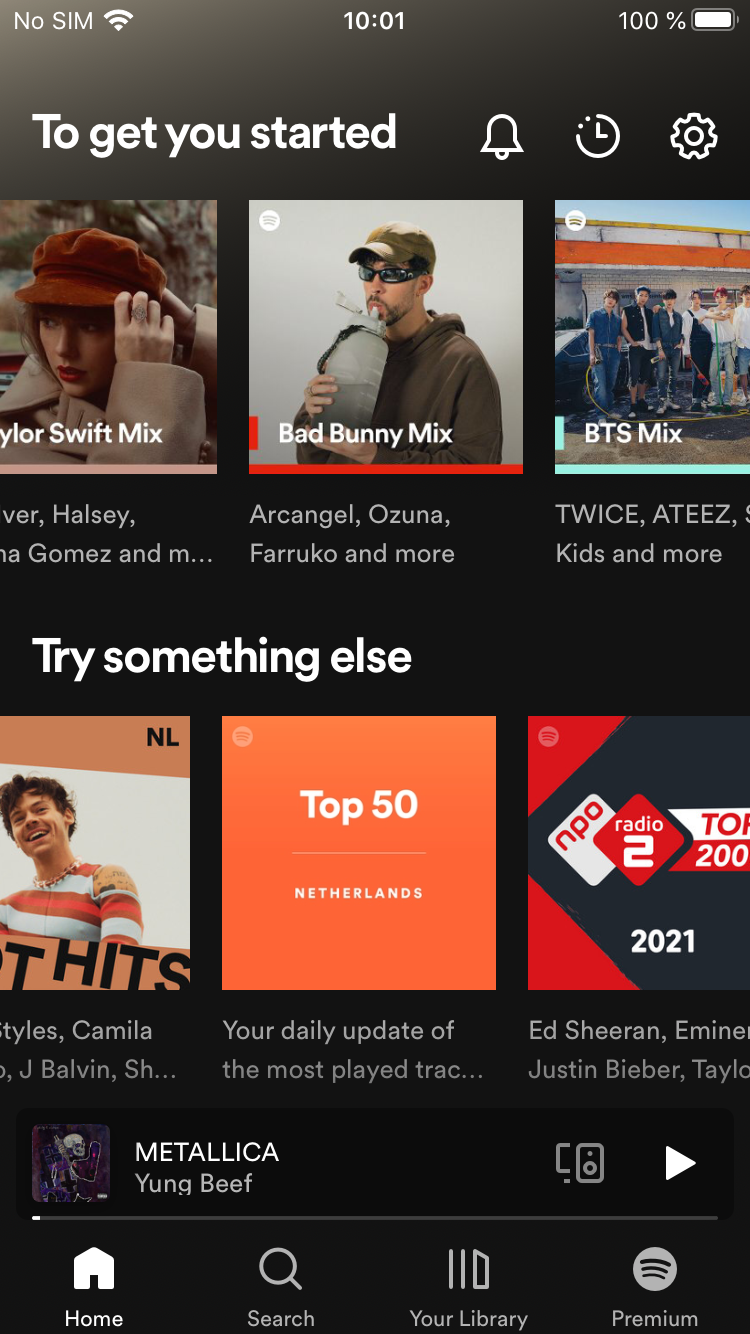 No SIM 10:01 100 %
To get you started
ylor Swift Mix
Bad Bunny Mix
BTS Mix
lver, Halsey,
na Gomez and m...
Arcangel, Ozuna,
Farruko and more
TWICE, ATEEZ, S
Kids and more
Try something else
NL
OT HITS
Top 50
NETHERLANDS
npo
radio
2
TOP
200
2021
Styles, Camila
o, J Balvin, Sh...
Your daily update of
the most played trac...
Ed Sheeran, Eminem
Justin Bieber, Taylo
METALLICA
Yung Beef
Home
Search
Your Library
Premium